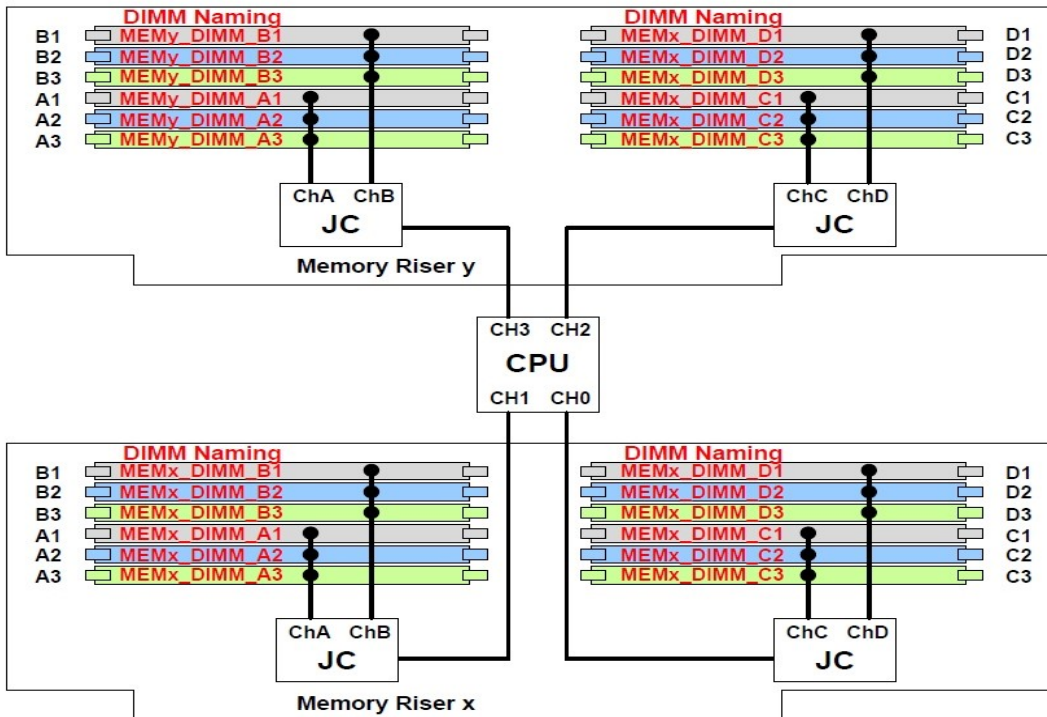 DIMM Naming DIMM Naming
B1 MEMy_DIMM_B1 MEMx_DIMM_D1 D1
B2 MEMy_DIMM_B2 MEMx_DIMM_D2 D2
B3 MEMy_DIMM_B3 MEMx_DIMM_D3 D3
A1 MEMy_DIMM_A1 MEMx_DIMM_C1 C1
A2 MEMy_DIMM_A2 MEMx_DIMM_C2 C2
A3 MEMy_DIMM_A3 MEMx_DIMM_C3 C3
ChA ChB ChC ChD
JC JC
Memory Riser y
CH3 CH2
CPU
CH1 CH0
DIMM Naming DIMM Naming
B1 MEMx_DIMM_B1 MEMx_DIMM_D1 D1
B2 MEMx_DIMM_B2 MEMx_DIMM_D2 D2
B3 MEMx_DIMM_B3 MEMx_DIMM_D3 D3
A1 MEMx_DIMM_A1 MEMx_DIMM_C1 C1
A2 MEMx_DIMM_A2 MEMx_DIMM_C2 C2
A3 MEMx_DIMM_A3 MEMx_DIMM_C3 C3
ChA ChB ChC ChD
JC JC
Memory Riser x